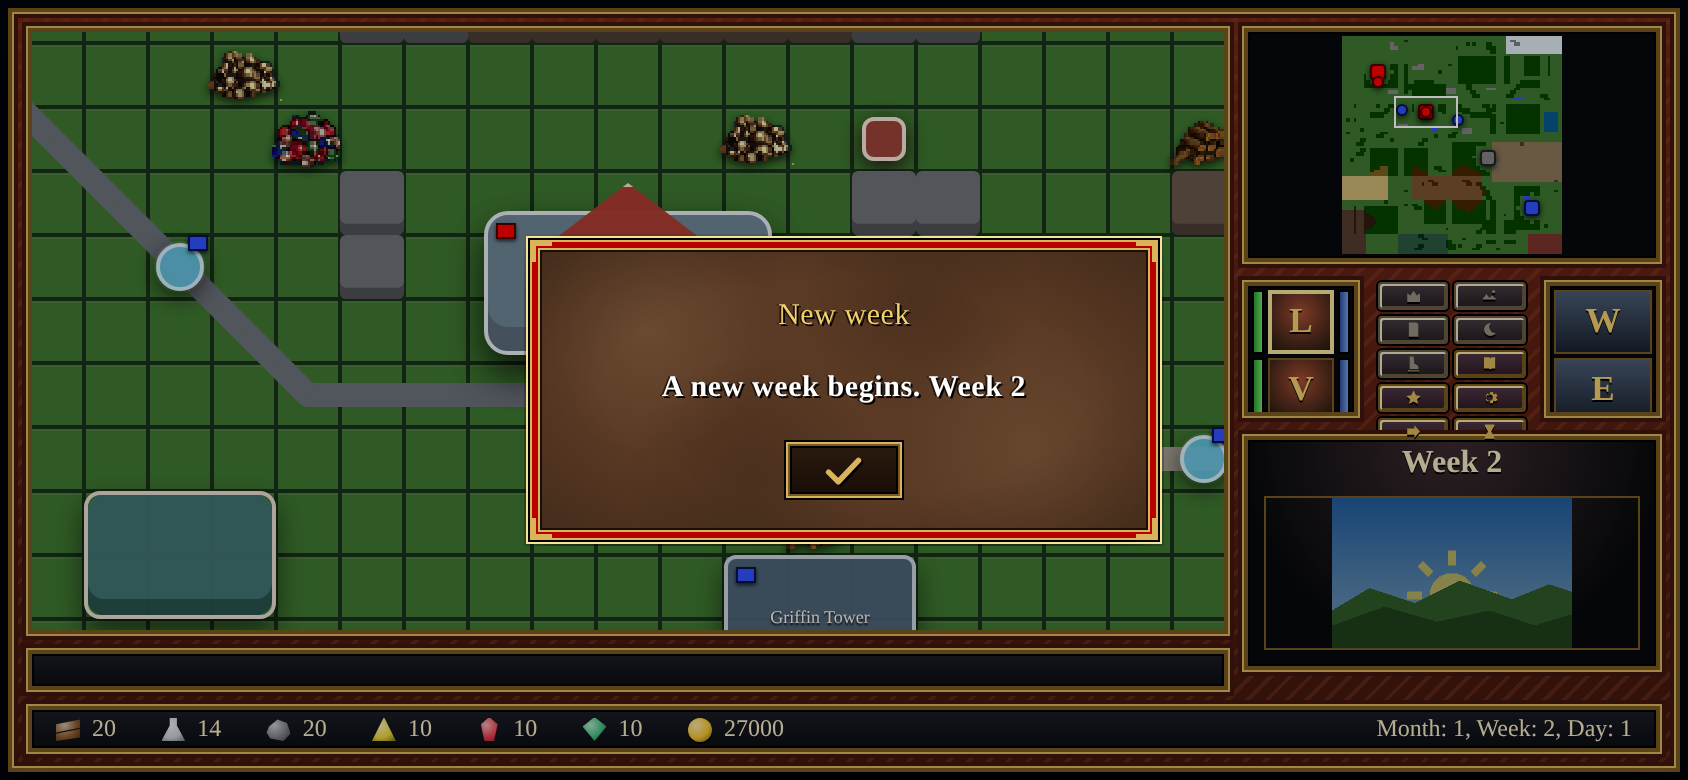 New week
A new week begins. Week 2
Griffin Tower
L
V
W
E
Week 2
20
14
20
10
10
10
27000
Month: 1, Week: 2, Day: 1